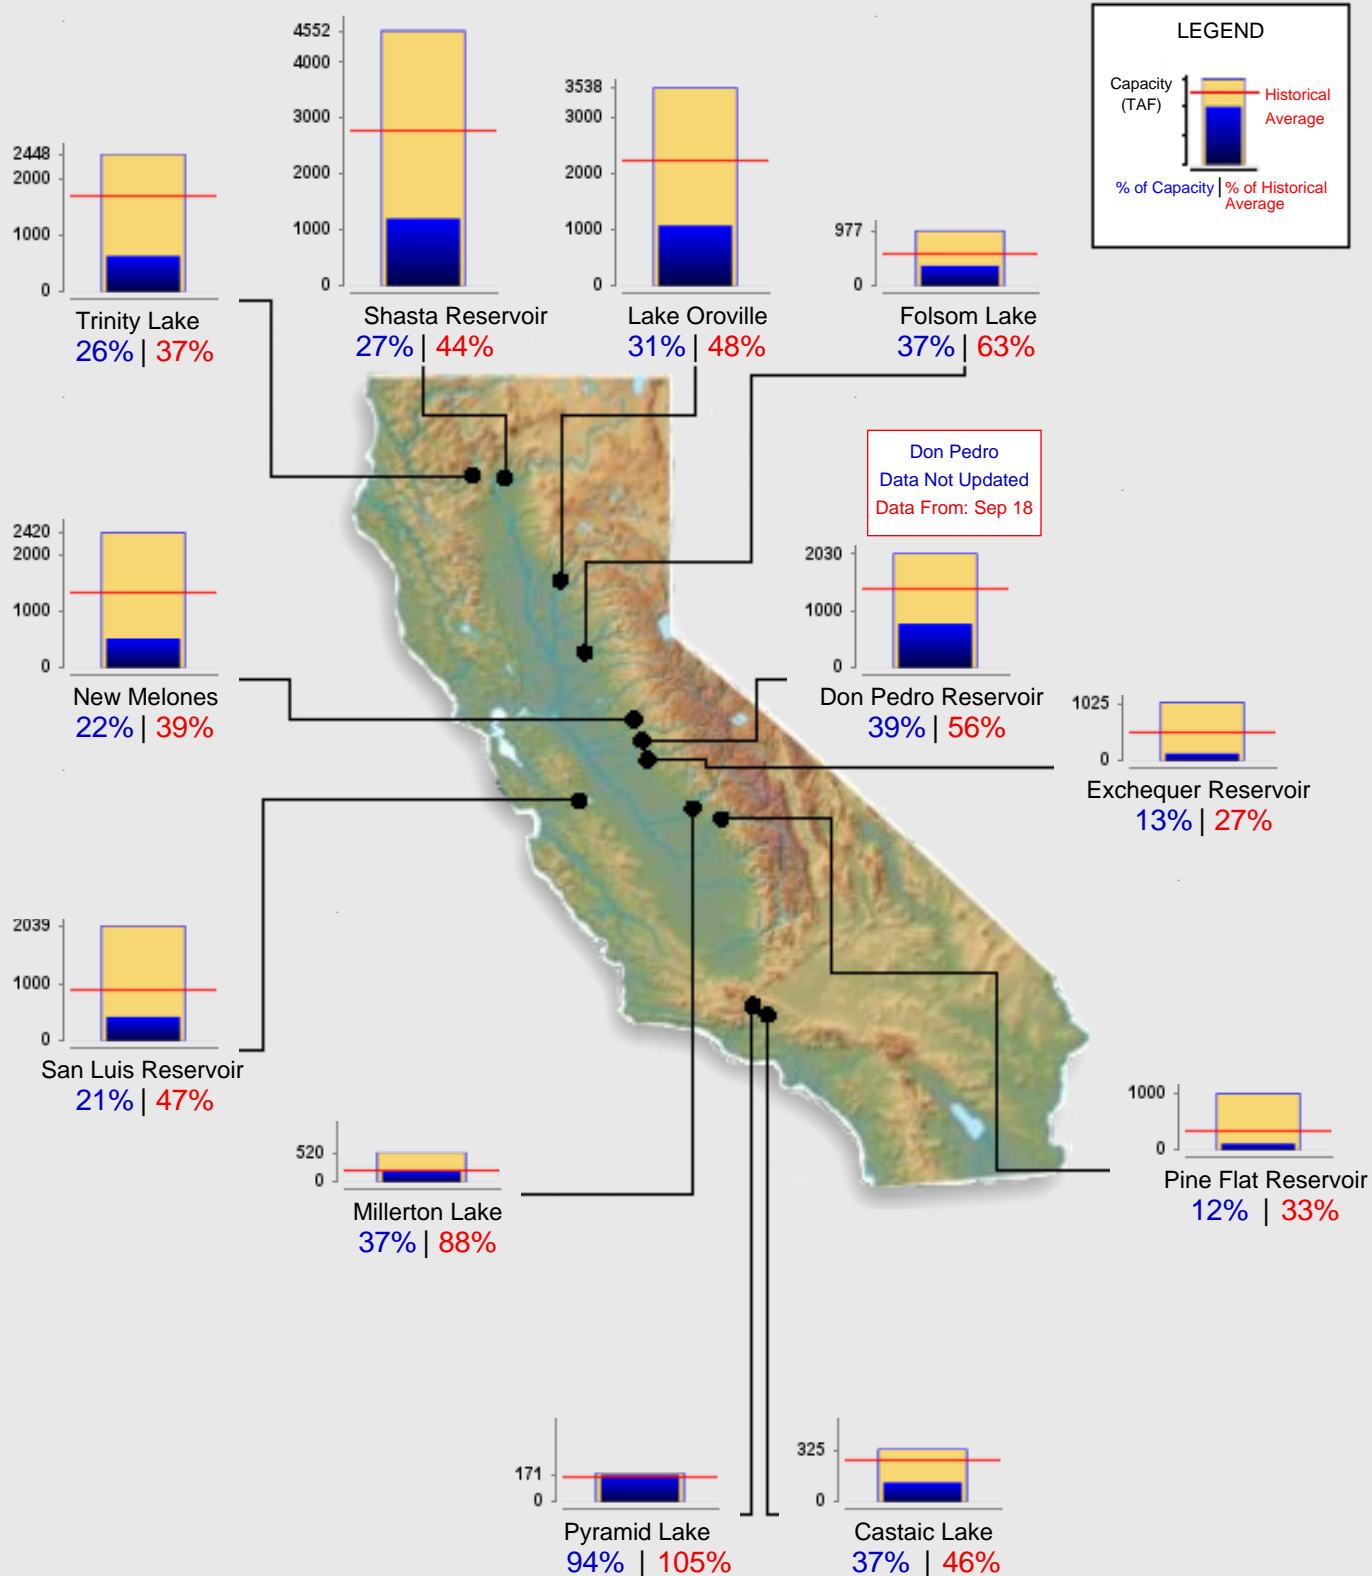 LEGEND
Capacity
(TAF)
Historical
Average
% of Capacity | % of Historical
Average
4552
4000
3000
2000
1000
0
Shasta Reservoir
27% | 44%
3538
3000
2000
1000
0
Lake Oroville
31% | 48%
2448
2000
1000
0
Trinity Lake
26% | 37%
977
0
Folsom Lake
37% | 63%
Don Pedro
Data Not Updated
Data From: Sep 18
2420
2000
1000
0
New Melones
22% | 39%
2030
1000
0
Don Pedro Reservoir
39% | 56%
1025
0
Exchequer Reservoir
13% | 27%
2039
1000
0
San Luis Reservoir
21% | 47%
520
0
Millerton Lake
37% | 88%
1000
0
Pine Flat Reservoir
12% | 33%
171
0
Pyramid Lake
94% | 105%
325
0
Castaic Lake
37% | 46%